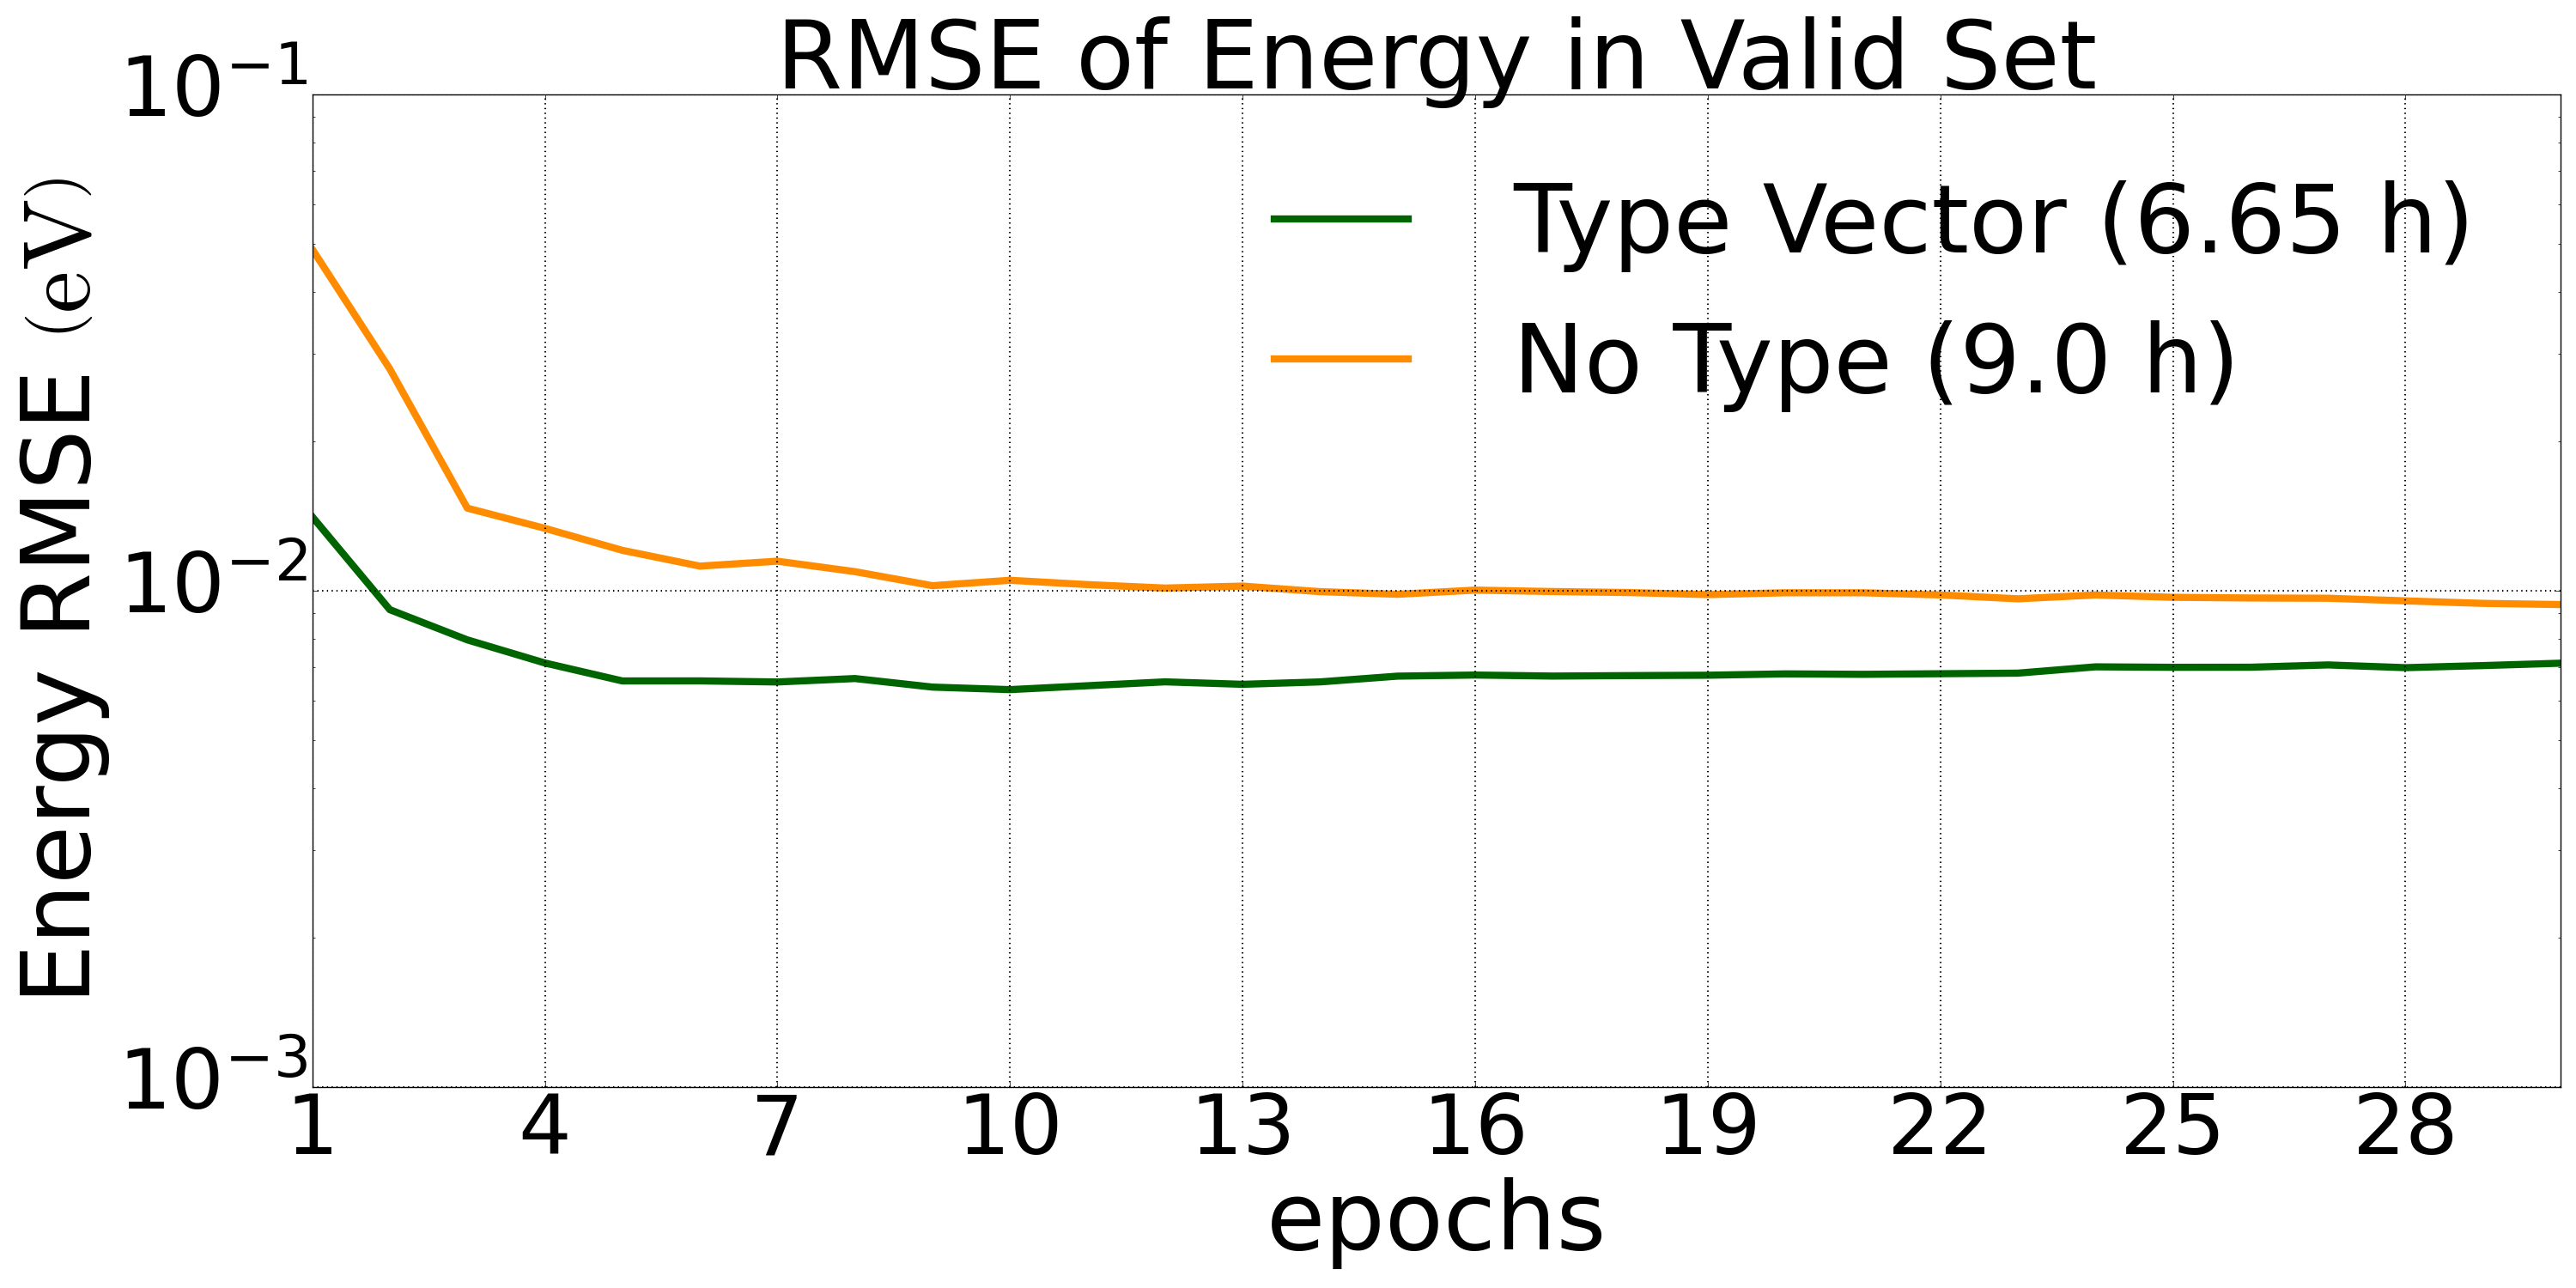 RMSE of Energy in Valid Set
10⁻¹
10⁻²
10⁻³
Energy RMSE (eV)
Type Vector (6.65 h)
No Type (9.0 h)
1 4 7 10 13 16 19 22 25 28
epochs